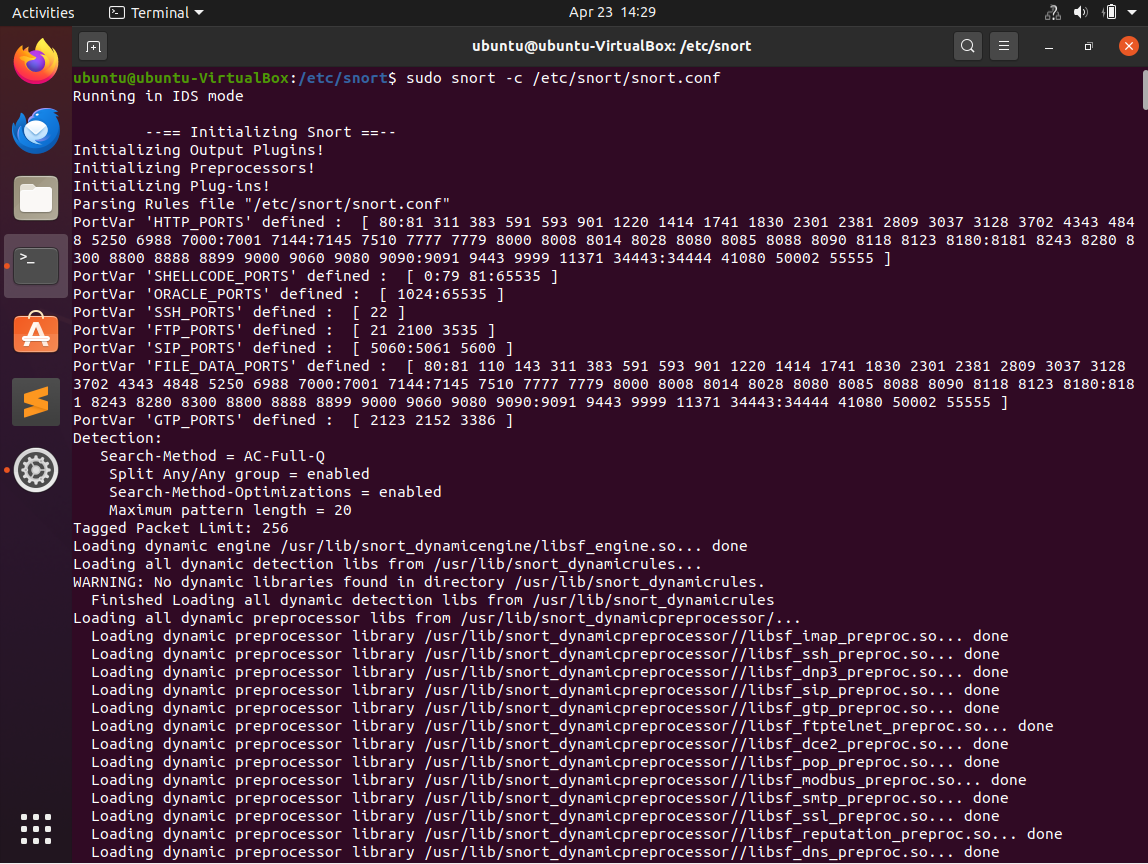 Activities Terminal Apr 23 14:29
ubuntu@ubuntu-VirtualBox: /etc/snort
ubuntu@ubuntu-VirtualBox:/etc/snort$ sudo snort -c /etc/snort/snort.conf
Running in IDS mode
--== Initializing Snort ==--
Initializing Output Plugins!
Initializing Preprocessors!
Initializing Plug-ins!
Parsing Rules file "/etc/snort/snort.conf"
PortVar 'HTTP_PORTS' defined :  [ 80:81 311 383 591 593 901 1220 1414 1741 1830 2301 2381 2809 3037 3128 3702 4343 484
8 5250 6988 7000:7001 7144:7145 7510 7777 7779 8000 8008 8014 8028 8080 8085 8088 8090 8118 8123 8180:8181 8243 8280 8
300 8800 8888 8899 9000 9060 9080 9090:9091 9443 9999 11371 34443:34444 41080 50002 55555 ]
PortVar 'SHELLCODE_PORTS' defined :  [ 0:79 81:65535 ]
PortVar 'ORACLE_PORTS' defined :  [ 1024:65535 ]
PortVar 'SSH_PORTS' defined :  [ 22 ]
PortVar 'FTP_PORTS' defined :  [ 21 2100 3535 ]
PortVar 'SIP_PORTS' defined :  [ 5060:5061 5600 ]
PortVar 'FILE_DATA_PORTS' defined :  [ 80:81 110 143 311 383 591 593 901 1220 1414 1741 1830 2301 2381 2809 3037 3128
3702 4343 4848 5250 6988 7000:7001 7144:7145 7510 7777 7779 8000 8008 8014 8028 8080 8085 8088 8090 8118 8123 8180:818
1 8243 8280 8300 8800 8888 8899 9000 9060 9080 9090:9091 9443 9999 11371 34443:34444 41080 50002 55555 ]
PortVar 'GTP_PORTS' defined :  [ 2123 2152 3386 ]
Detection:
Search-Method = AC-Full-Q
Split Any/Any group = enabled
Search-Method-Optimizations = enabled
Maximum pattern length = 20
Tagged Packet Limit: 256
Loading dynamic engine /usr/lib/snort_dynamicengine/libsf_engine.so... done
Loading all dynamic detection libs from /usr/lib/snort_dynamicrules...
WARNING: No dynamic libraries found in directory /usr/lib/snort_dynamicrules.
Finished Loading all dynamic detection libs from /usr/lib/snort_dynamicrules
Loading all dynamic preprocessor libs from /usr/lib/snort_dynamicpreprocessor/...
Loading dynamic preprocessor library /usr/lib/snort_dynamicpreprocessor//libsf_imap_preproc.so... done
Loading dynamic preprocessor library /usr/lib/snort_dynamicpreprocessor//libsf_ssh_preproc.so... done
Loading dynamic preprocessor library /usr/lib/snort_dynamicpreprocessor//libsf_dnp3_preproc.so... done
Loading dynamic preprocessor library /usr/lib/snort_dynamicpreprocessor//libsf_sip_preproc.so... done
Loading dynamic preprocessor library /usr/lib/snort_dynamicpreprocessor//libsf_gtp_preproc.so... done
Loading dynamic preprocessor library /usr/lib/snort_dynamicpreprocessor//libsf_ftptelnet_preproc.so... done
Loading dynamic preprocessor library /usr/lib/snort_dynamicpreprocessor//libsf_dce2_preproc.so... done
Loading dynamic preprocessor library /usr/lib/snort_dynamicpreprocessor//libsf_pop_preproc.so... done
Loading dynamic preprocessor library /usr/lib/snort_dynamicpreprocessor//libsf_modbus_preproc.so... done
Loading dynamic preprocessor library /usr/lib/snort_dynamicpreprocessor//libsf_smtp_preproc.so... done
Loading dynamic preprocessor library /usr/lib/snort_dynamicpreprocessor//libsf_ssl_preproc.so... done
Loading dynamic preprocessor library /usr/lib/snort_dynamicpreprocessor//libsf_reputation_preproc.so... done
Loading dynamic preprocessor library /usr/lib/snort_dynamicpreprocessor//libsf_dns_preproc.so... done